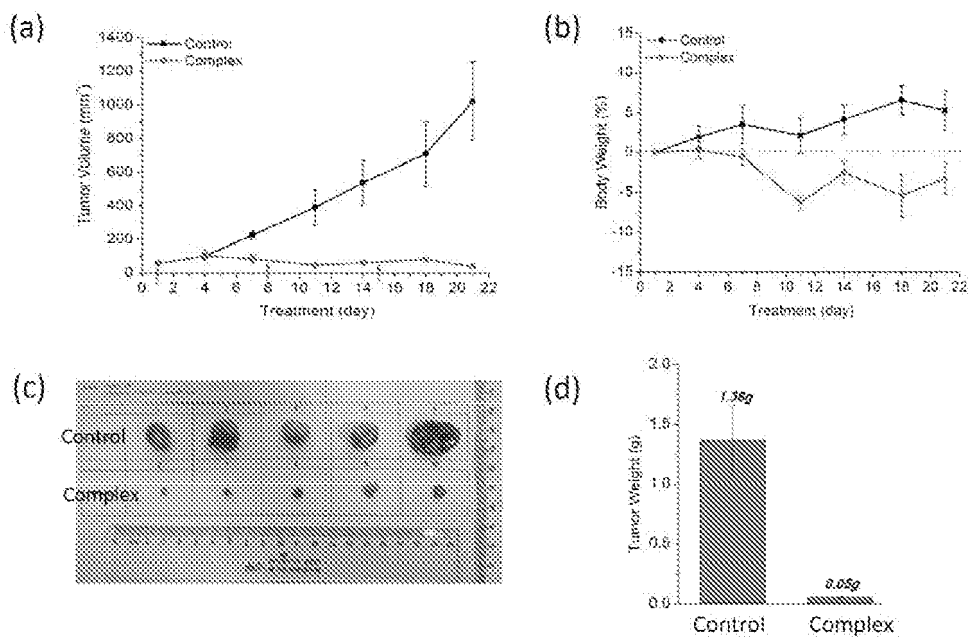 (a)
1400
1200
1000
800
600
400
200
0
Tumor Volume (mm³)
Control
Complex
0 2 4 6 8 10 12 14 16 18 20 22
Treatment (day)
(b)
15
10
5
0
-5
-10
-15
Body Weight (%)
Control
Complex
0 2 4 6 8 10 12 14 16 18 20 22
Treatment (day)
(c)
Control
Complex
(d)
2.0
1.5
1.0
0.5
0.0
Tumor Weight (g)
1.36g
0.05g
Control Complex